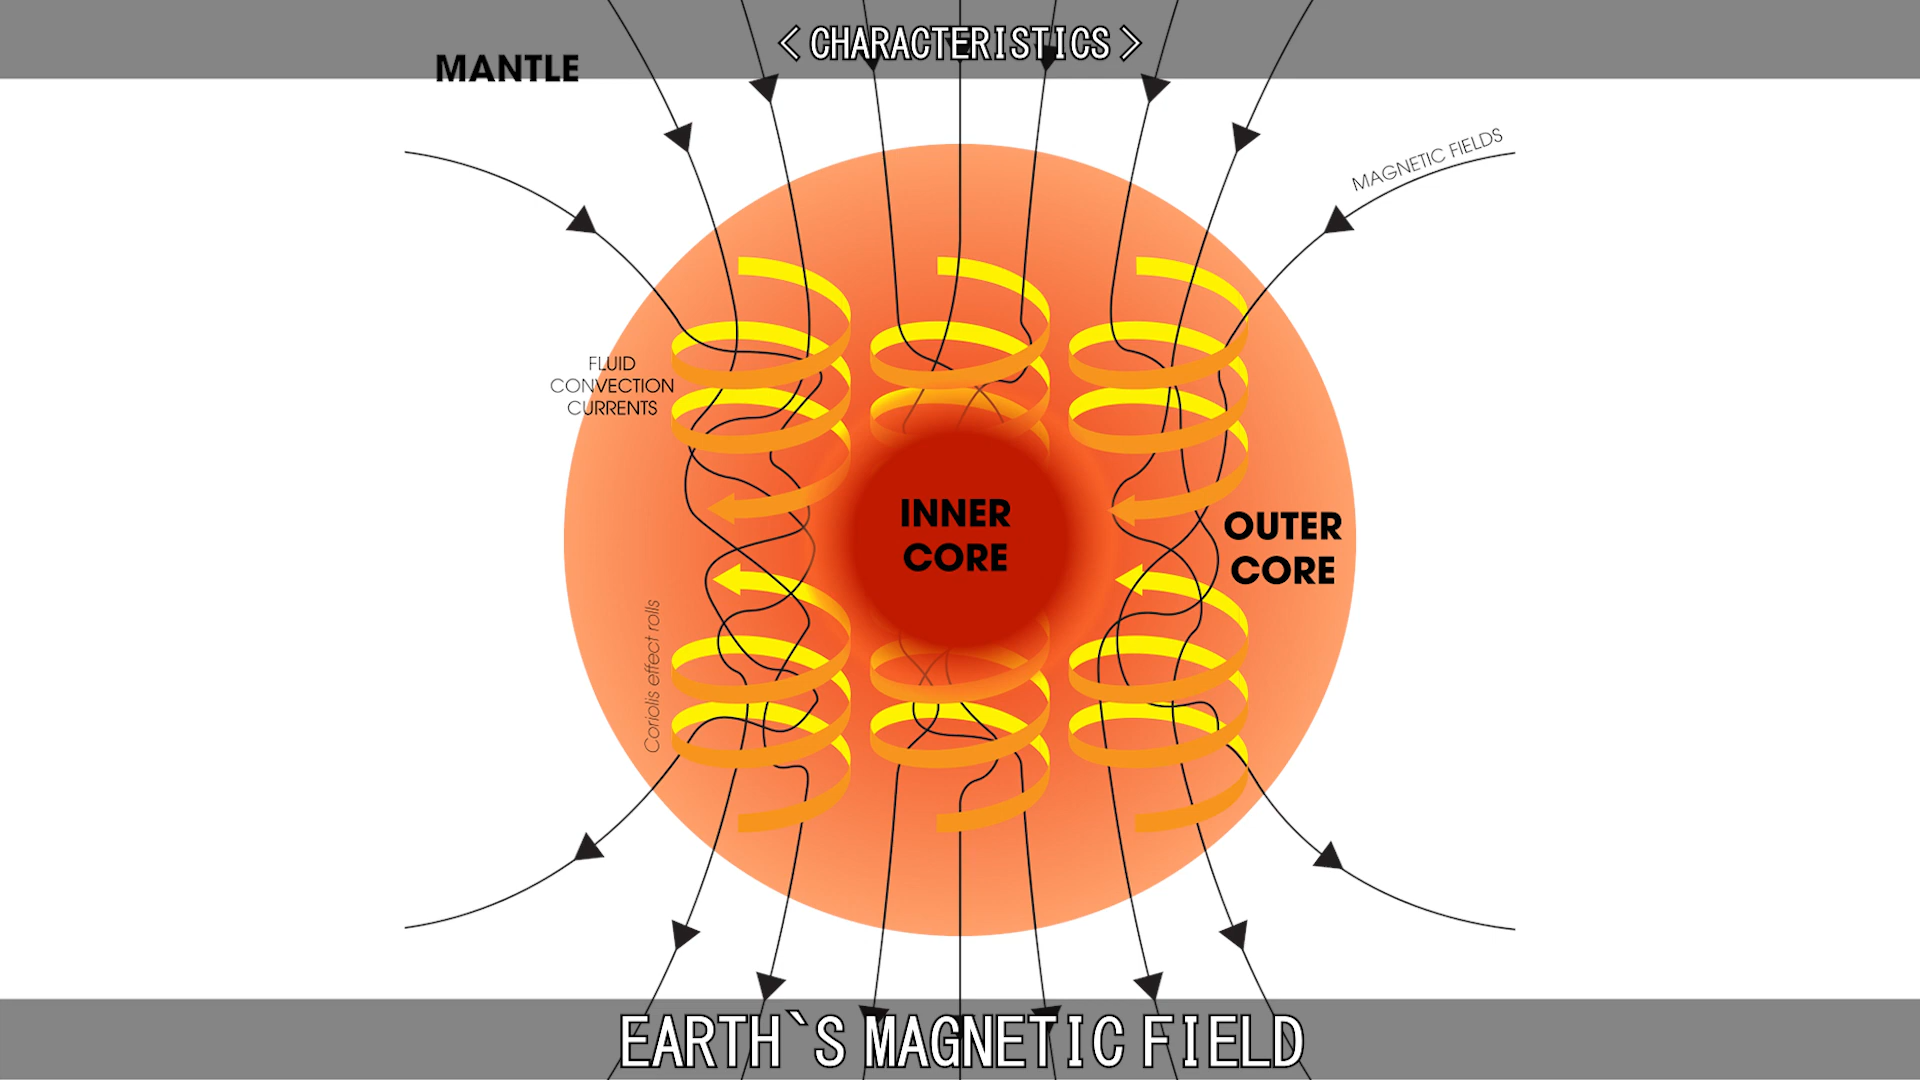 < CHARACTERISTICS >
MANTLE
MAGNETIC FIELDS
FLUID
CONVECTION
CURRENTS
INNER
CORE
OUTER
CORE
Coriolis effect rolls
EARTH`S MAGNETIC FIELD